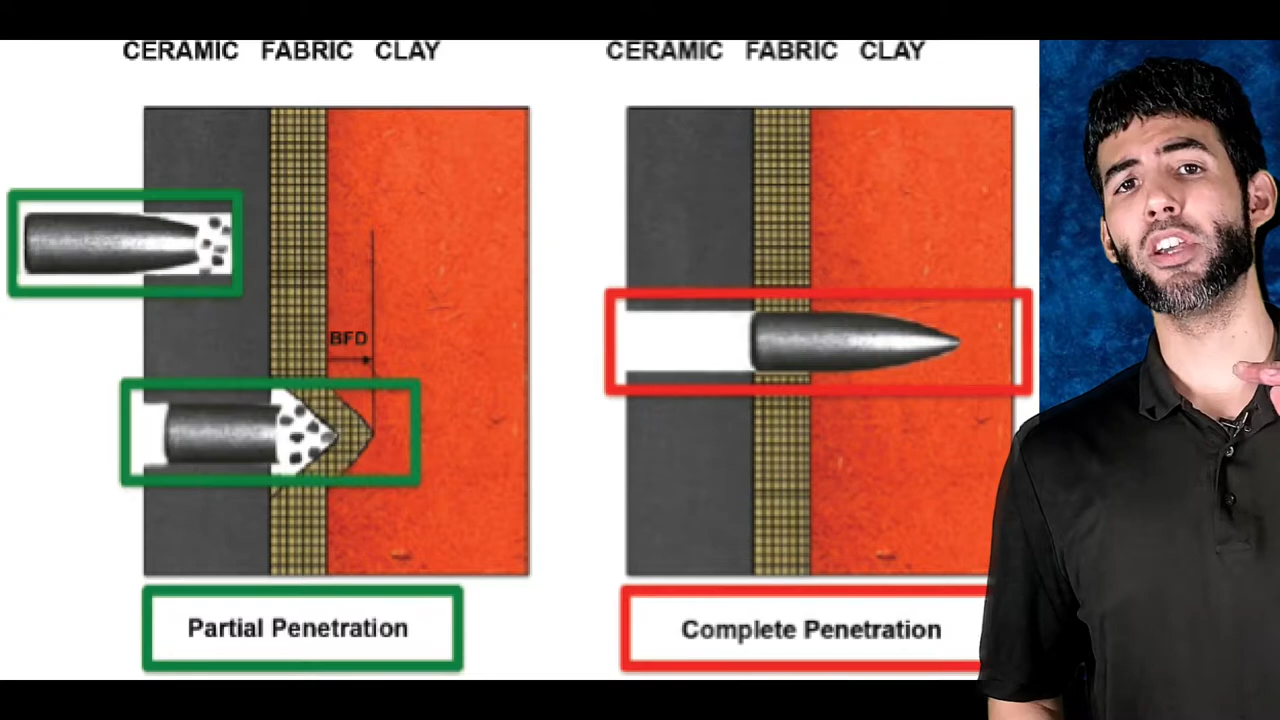 CERAMIC FABRIC CLAY
CERAMIC FABRIC CLAY
BFD
Partial Penetration
Complete Penetration